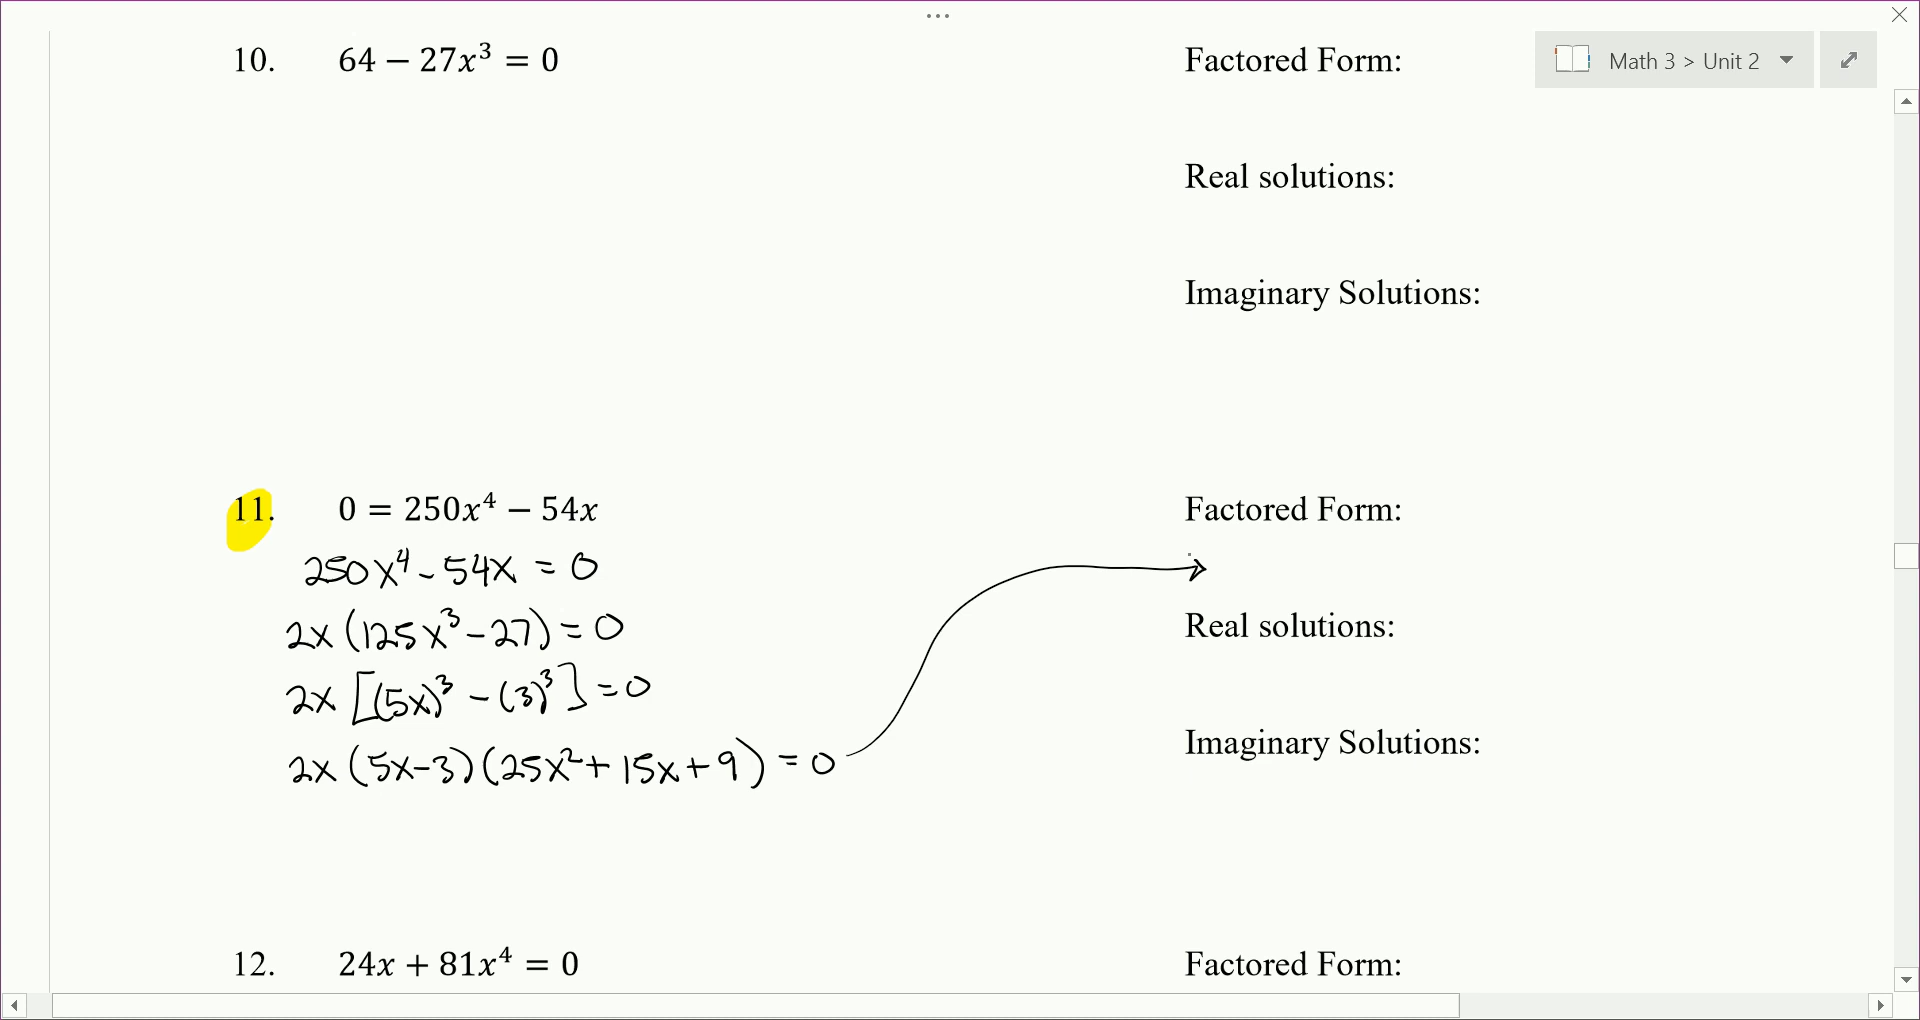 Math 3 > Unit 2
10. 64 − 27x³ = 0
Factored Form:
Real solutions:
Imaginary Solutions:
11. 0 = 250x⁴ − 54x
Factored Form:
250x⁴ - 54x = 0
2x (125x³ - 27) = 0
Real solutions:
2x [(5x)³ - (3)³] = 0
2x (5x-3) (25x² + 15x + 9) = 0
Imaginary Solutions:
12. 24x + 81x⁴ = 0
Factored Form: